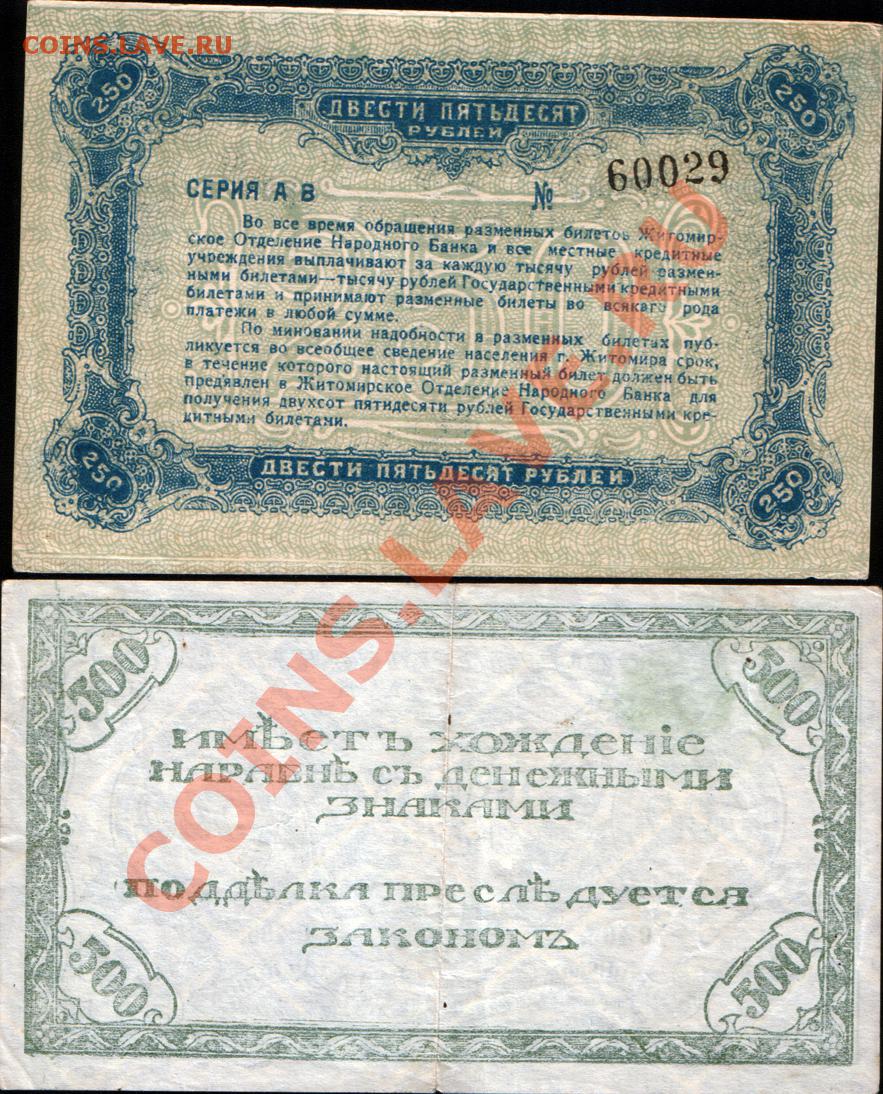 COINS.LAVE.RU
250
250
ДВЕСТИ ПЯТЬДЕСЯТ
РУБЛЕЙ
60029
СЕРИЯ А В №
Во все время обращения разменных билетов Житомир-
ское Отделение Народного Банка и все местные кредитные
учреждения выплачивают за каждую тысячу рублей размен-
ными билетами—тысячу рублей Государственными кредитными
билетами и принимают разменные билеты во всякаго рода
платежи в любой сумме.
По миновании надобности в разменных билетах пуб-
ликуется во всеобщее сведение населения г. Житомира срок,
в течение которого настоящий разменный билет должен быть
предявлен в Житомирское Отделение Народного Банка для
получения двухсот пятидесяти рублей Государственными кре-
дитными билетами.
250
250
250
ДВЕСТИ ПЯТЬДЕСЯТ РУБЛЕЙ
COINS.LAVE.RU
500
500
ИМѢЕТЪ ХОЖДЕНІЕ
НАРАВНѢ СЪ ДЕНЕЖНЫМИ
ЗНАКАМИ
ПОДДѢЛКА ПРЕСЛѢДУЕТСЯ
ЗАКОНОМЪ
500
500